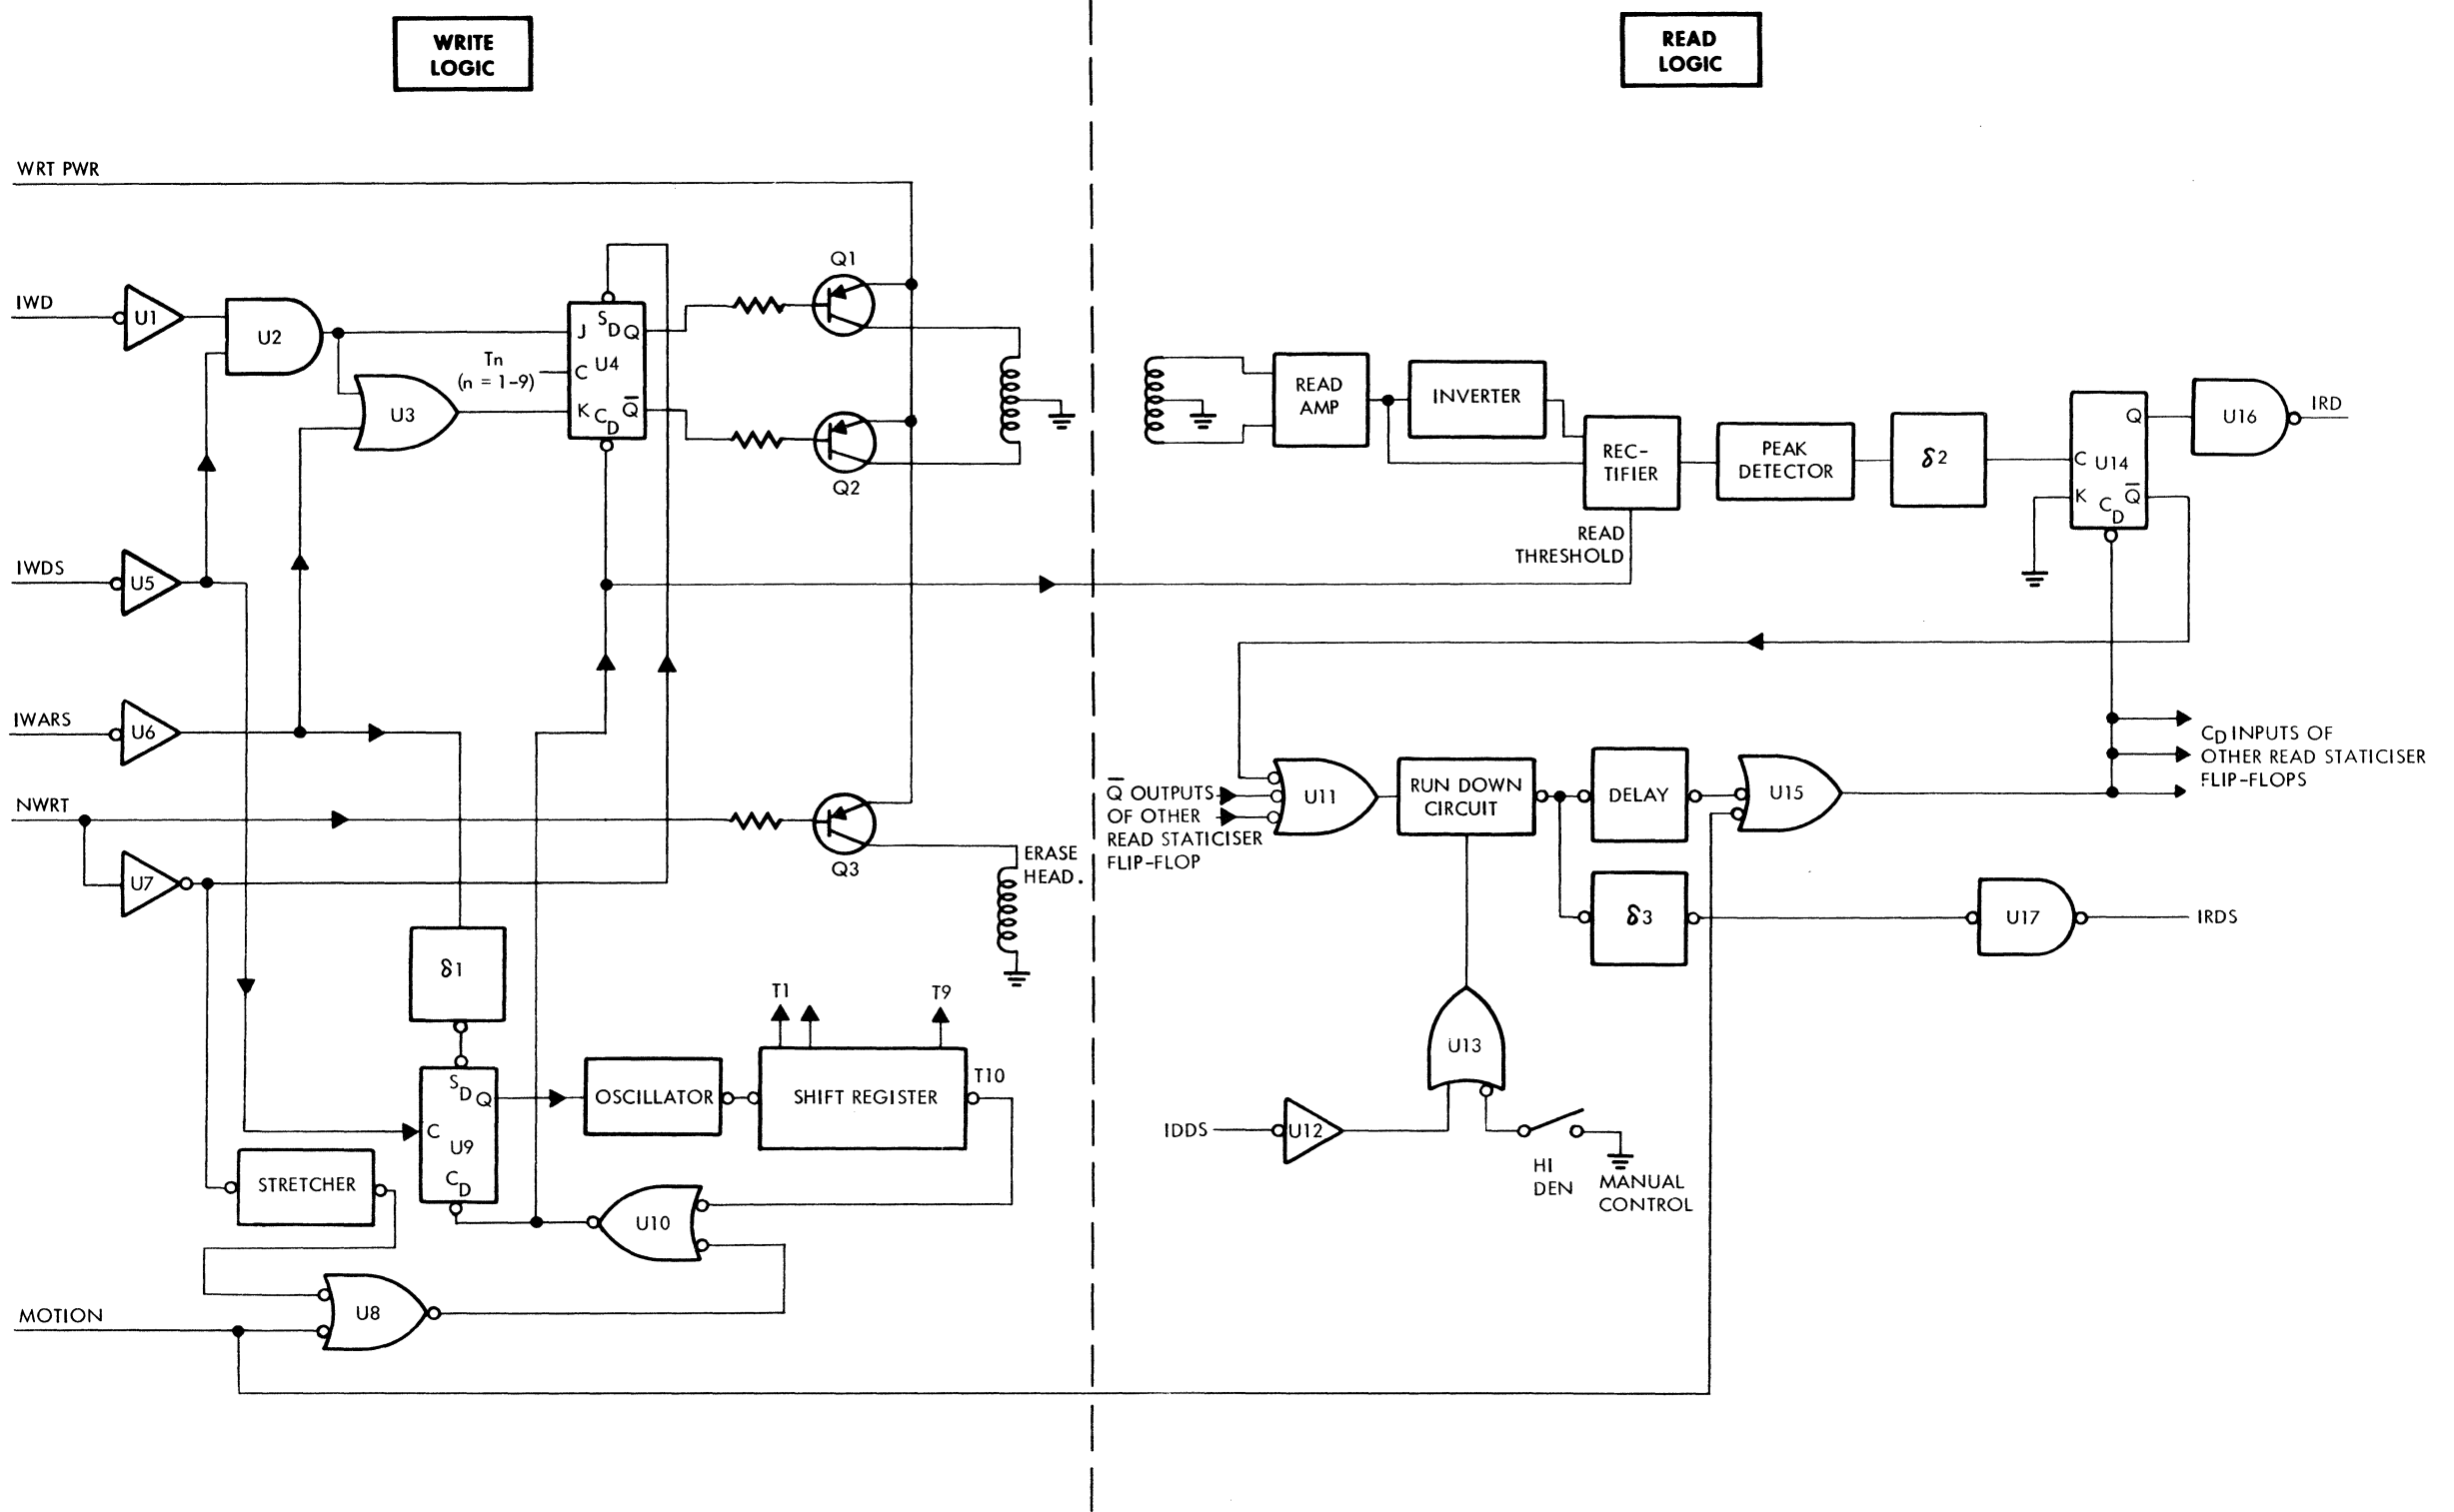 WRITE
LOGIC
READ
LOGIC
WRT PWR
IWD
U1
U2
Tn
(n = 1-9)
U3
J
SD
Q
C
U4
K
CD
Q̅
Q1
Q2
READ
AMP
INVERTER
REC-
TIFIER
READ
THRESHOLD
PEAK
DETECTOR
δ2
Q
C
U14
K
CD
Q̅
U16
IRD
IWDS
U5
IWARS
U6
NWRT
U7
Q3
ERASE
HEAD.
Q̅ OUTPUTS
OF OTHER
READ STATICISER
FLIP-FLOP
U11
RUN DOWN
CIRCUIT
DELAY
U15
CD INPUTS OF
OTHER READ STATICISER
FLIP-FLOPS
δ3
U17
IRDS
δ1
T1
T9
SD
Q
C
U9
CD
OSCILLATOR
SHIFT REGISTER
T10
STRETCHER
U10
MOTION
U8
U13
IDDS
U12
HI
DEN
MANUAL
CONTROL